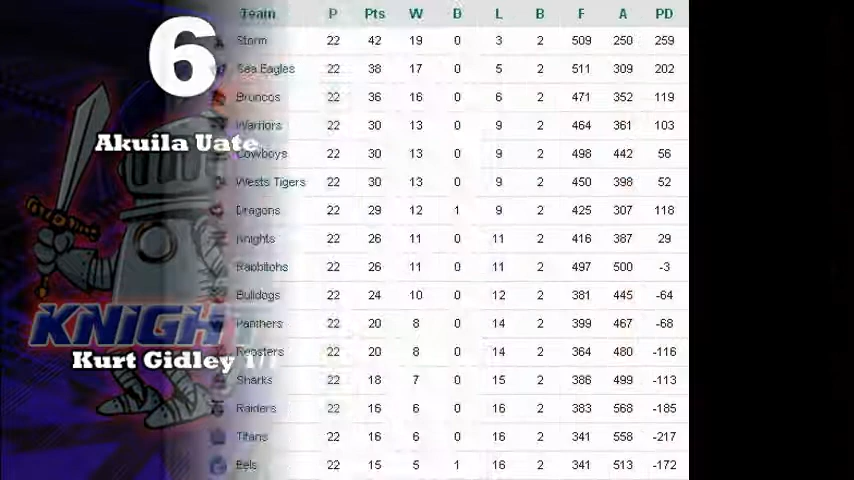 6
Team P Pts W D L B F A PD
Storm 22 42 19 0 3 2 509 250 259
Sea Eagles 22 38 17 0 5 2 511 309 202
Broncos 22 36 16 0 6 2 471 352 119
Warriors 22 30 13 0 9 2 464 361 103
Akuila Uate
Cowboys 22 30 13 0 9 2 498 442 56
Wests Tigers 22 30 13 0 9 2 450 398 52
Dragons 22 29 12 1 9 2 425 307 118
Knights 22 26 11 0 11 2 416 387 29
Rabbitohs 22 26 11 0 11 2 497 500 -3
Bulldogs 22 24 10 0 12 2 381 445 -64
KNIGH
Panthers 22 20 8 0 14 2 399 467 -68
Roosters 22 20 8 0 14 2 364 480 -116
Kurt Gidley
Sharks 22 18 7 0 15 2 386 499 -113
Raiders 22 16 6 0 16 2 383 568 -185
Titans 22 16 6 0 16 2 341 558 -217
Eels 22 15 5 1 16 2 341 513 -172